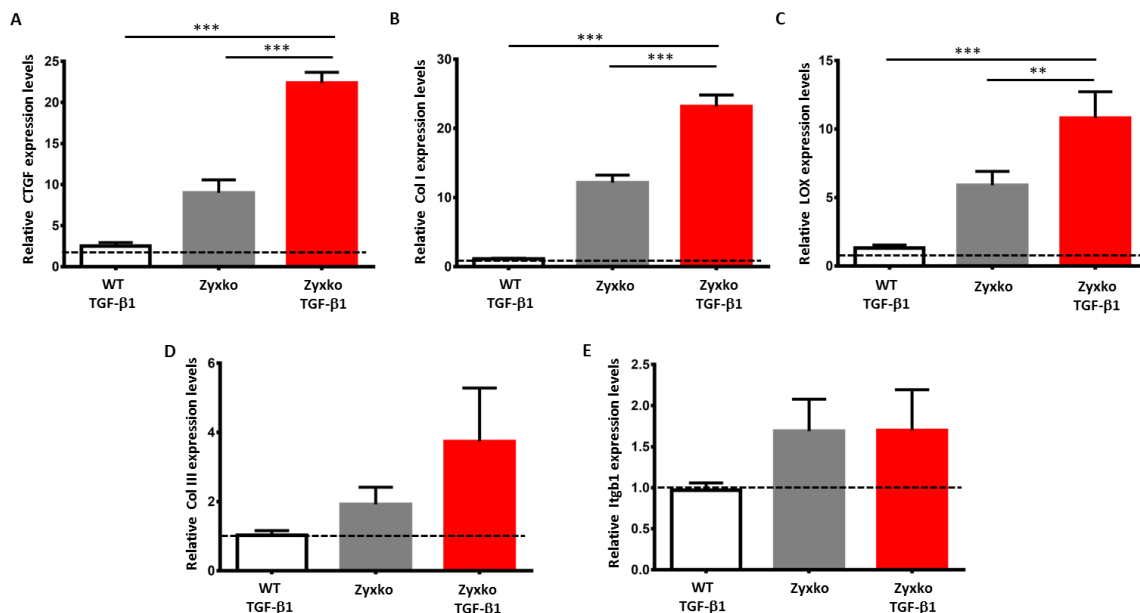 A
Relative CTGF expression levels
***
***
25
20
15
10
5
0
WT
TGF-β1
Zyxko
Zyxko
TGF-β1
B
Relative Col I expression levels
***
***
30
20
10
0
WT
TGF-β1
Zyxko
Zyxko
TGF-β1
C
Relative LOX expression levels
***
**
15
10
5
0
WT
TGF-β1
Zyxko
Zyxko
TGF-β1
D
Relative Col III expression levels
6
4
2
0
WT
TGF-β1
Zyxko
Zyxko
TGF-β1
E
Relative Itgb1 expression levels
2.5
2.0
1.5
1.0
0.5
0.0
WT
TGF-β1
Zyxko
Zyxko
TGF-β1